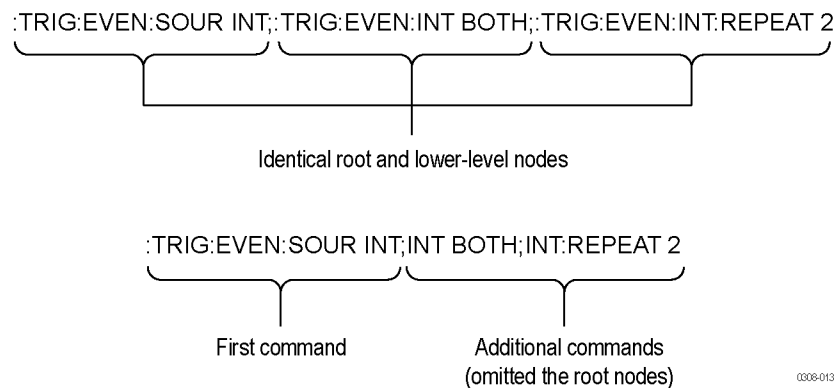 :TRIG:EVEN:SOUR INT;:TRIG:EVEN:INT BOTH;:TRIG:EVEN:INT:REPEAT 2
Identical root and lower-level nodes
:TRIG:EVEN:SOUR INT;INT BOTH;INT:REPEAT 2
First command
Additional commands
(omitted the root nodes)
0308-013